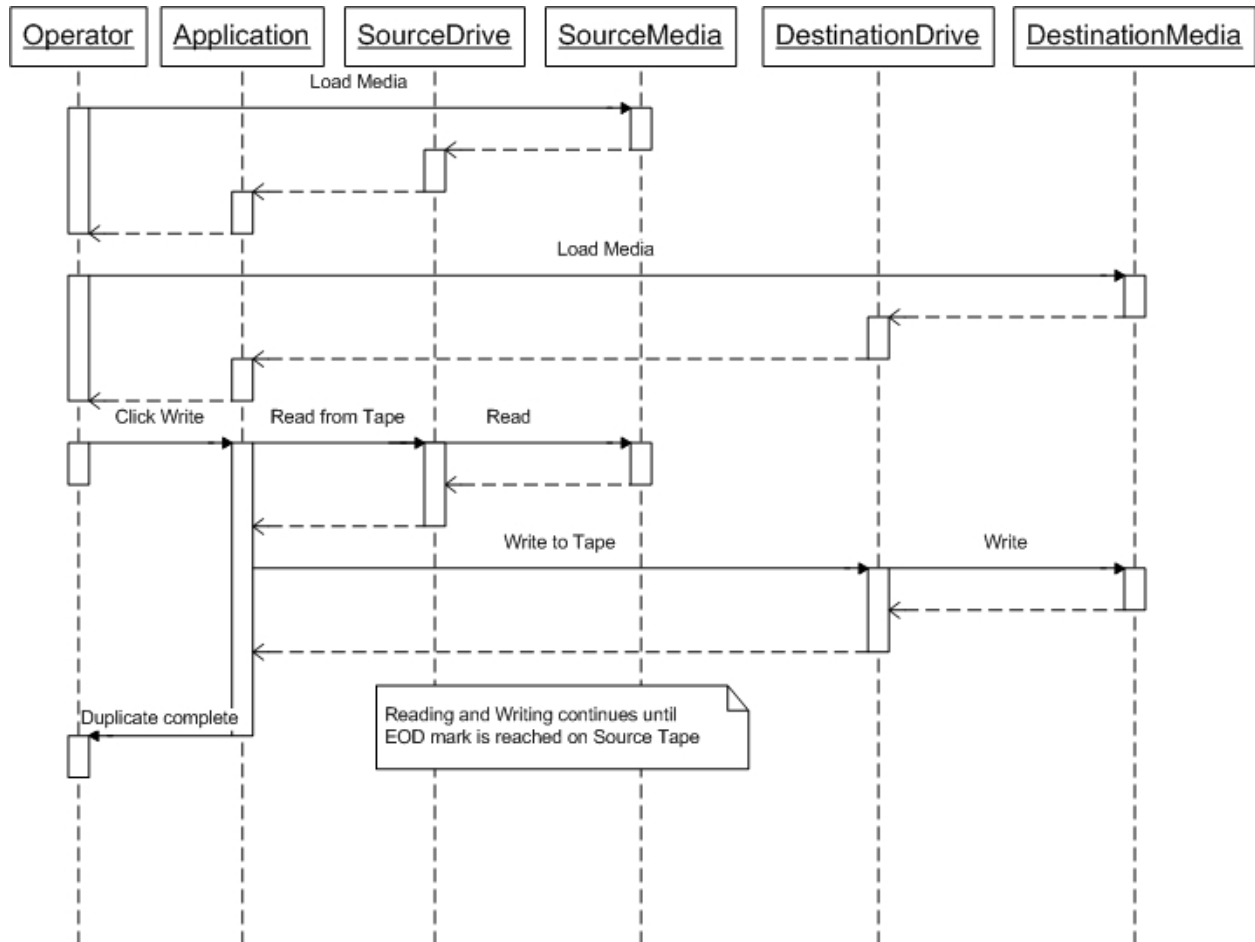 Operator
Application
SourceDrive
SourceMedia
DestinationDrive
DestinationMedia
Load Media
Load Media
Click Write
Read from Tape
Read
Write to Tape
Write
Duplicate complete
Reading and Writing continues until
EOD mark is reached on Source Tape